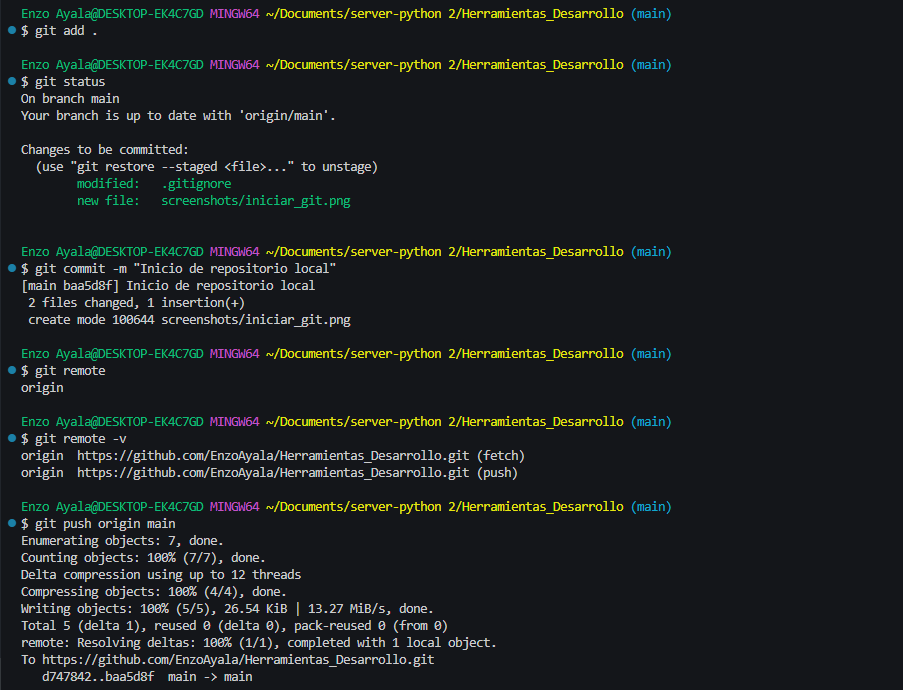 Enzo Ayala@DESKTOP-EK4C7GD MINGW64 ~/Documents/server-python 2/Herramientas_Desarrollo (main)
$ git add .
Enzo Ayala@DESKTOP-EK4C7GD MINGW64 ~/Documents/server-python 2/Herramientas_Desarrollo (main)
$ git status
On branch main
Your branch is up to date with 'origin/main'.
Changes to be committed:
  (use "git restore --staged <file>..." to unstage)
        modified:   .gitignore
        new file:   screenshots/iniciar_git.png
Enzo Ayala@DESKTOP-EK4C7GD MINGW64 ~/Documents/server-python 2/Herramientas_Desarrollo (main)
$ git commit -m "Inicio de repositorio local"
[main baa5d8f] Inicio de repositorio local
 2 files changed, 1 insertion(+)
 create mode 100644 screenshots/iniciar_git.png
Enzo Ayala@DESKTOP-EK4C7GD MINGW64 ~/Documents/server-python 2/Herramientas_Desarrollo (main)
$ git remote
origin
Enzo Ayala@DESKTOP-EK4C7GD MINGW64 ~/Documents/server-python 2/Herramientas_Desarrollo (main)
$ git remote -v
origin  https://github.com/EnzoAyala/Herramientas_Desarrollo.git (fetch)
origin  https://github.com/EnzoAyala/Herramientas_Desarrollo.git (push)
Enzo Ayala@DESKTOP-EK4C7GD MINGW64 ~/Documents/server-python 2/Herramientas_Desarrollo (main)
$ git push origin main
Enumerating objects: 7, done.
Counting objects: 100% (7/7), done.
Delta compression using up to 12 threads
Compressing objects: 100% (4/4), done.
Writing objects: 100% (5/5), 26.54 KiB | 13.27 MiB/s, done.
Total 5 (delta 1), reused 0 (delta 0), pack-reused 0 (from 0)
remote: Resolving deltas: 100% (1/1), completed with 1 local object.
To https://github.com/EnzoAyala/Herramientas_Desarrollo.git
   d747842..baa5d8f  main -> main